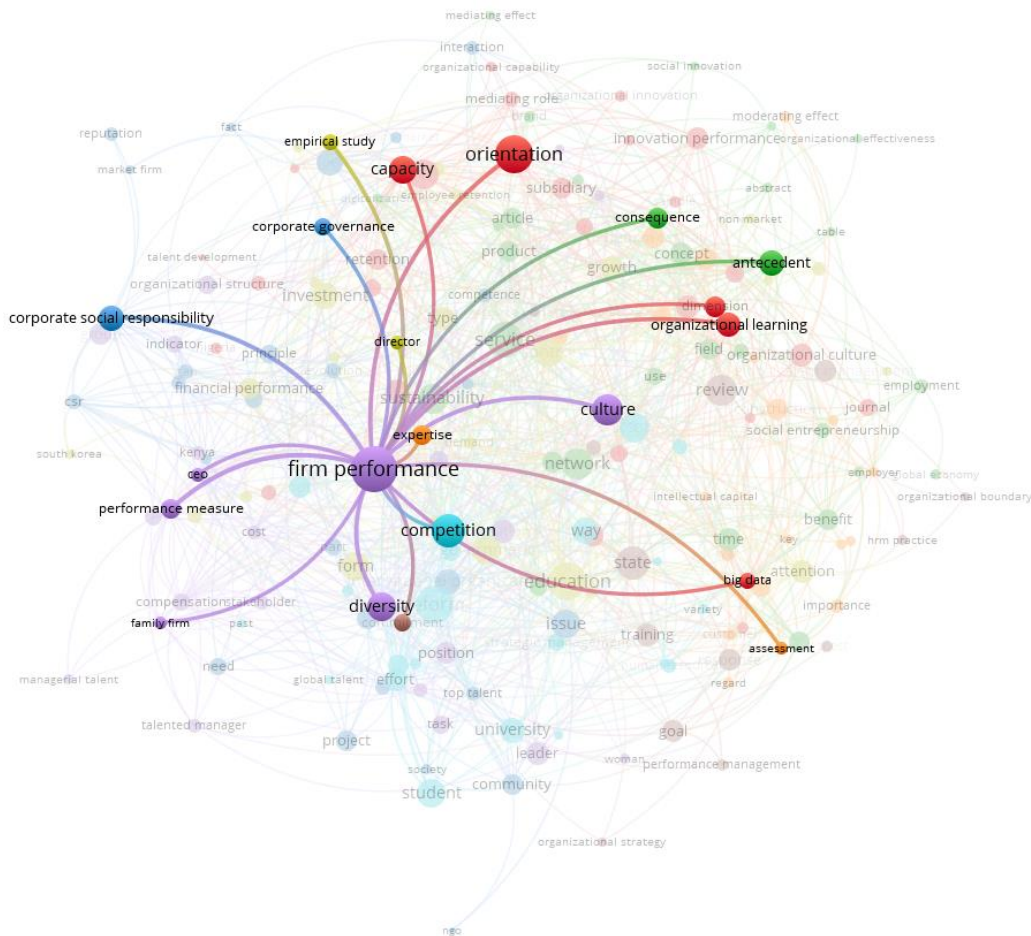 mediating effect
interaction
organizational capability
social innovation
mediating role
organizational innovation
brand
moderating effect
reputation
fact
empirical study
innovation performance
organizational effectiveness
orientation
capacity
market firm
subsidiary
employee retention
abstract
consequence
article
non market
corporate governance
table
product
concept
retention
antecedent
talent development
growth
organizational structure
investment
competence
dimension
corporate social responsibility
type
organizational learning
indicator
director
service
principle
field
organizational culture
financial performance
use
employment
review
sustainability
csr
culture
journal
social entrepreneurship
expertise
south korea
kenya
firm performance
network
ceo
employer
global economy
intellectual capital
organizational boundary
performance measure
benefit
cost
competition
way
time
key
hrm practice
part
state
form
attention
education
big data
compensation
stakeholder
diversity
variety
importance
family firm
past
issue
training
customer
assessment
position
need
effort
managerial talent
global talent
top talent
regard
talented manager
task
university
goal
project
leader
woman
performance management
society
community
student
organizational strategy
ngo